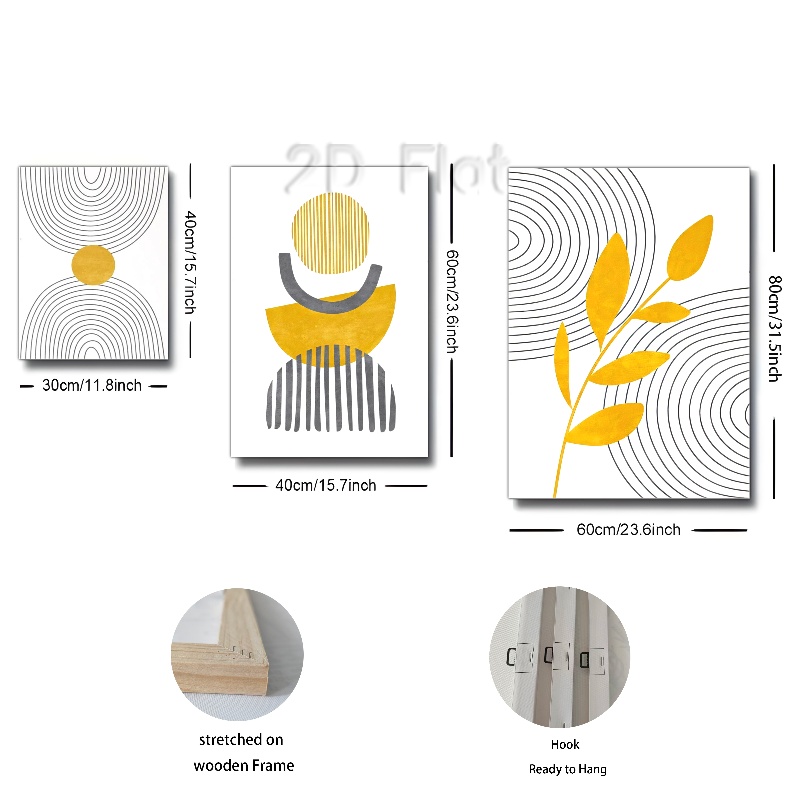 2D Flat
40cm/15.7inch
30cm/11.8inch
60cm/23.6inch
40cm/15.7inch
80cm/31.5inch
60cm/23.6inch
stretched on
wooden Frame
Hook
Ready to Hang